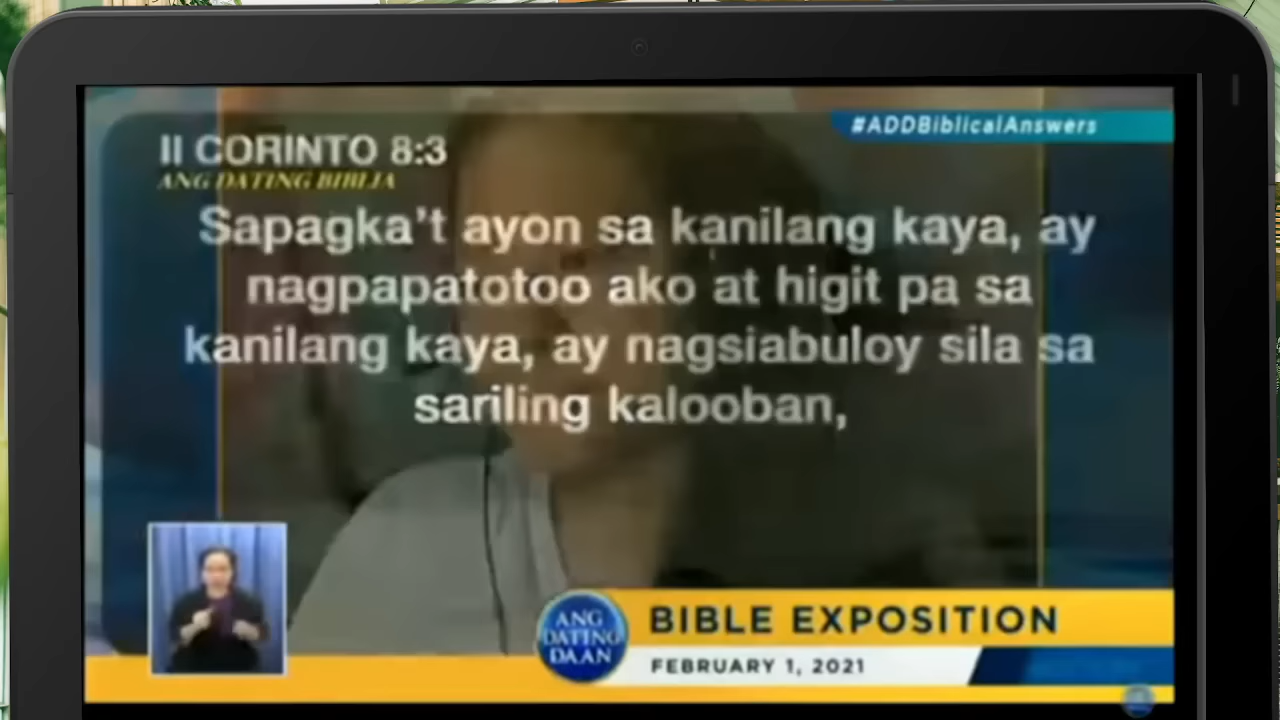 #ADDBiblicalAnswers
II CORINTO 8:3
ANG DATING BIBLIA
Sapagka't ayon sa kanilang kaya, ay
nagpapatotoo ako at higit pa sa
kanilang kaya, ay nagsiabuloy sila sa
sariling kalooban,
ANG
DATING
DAAN
BIBLE EXPOSITION
FEBRUARY 1, 2021